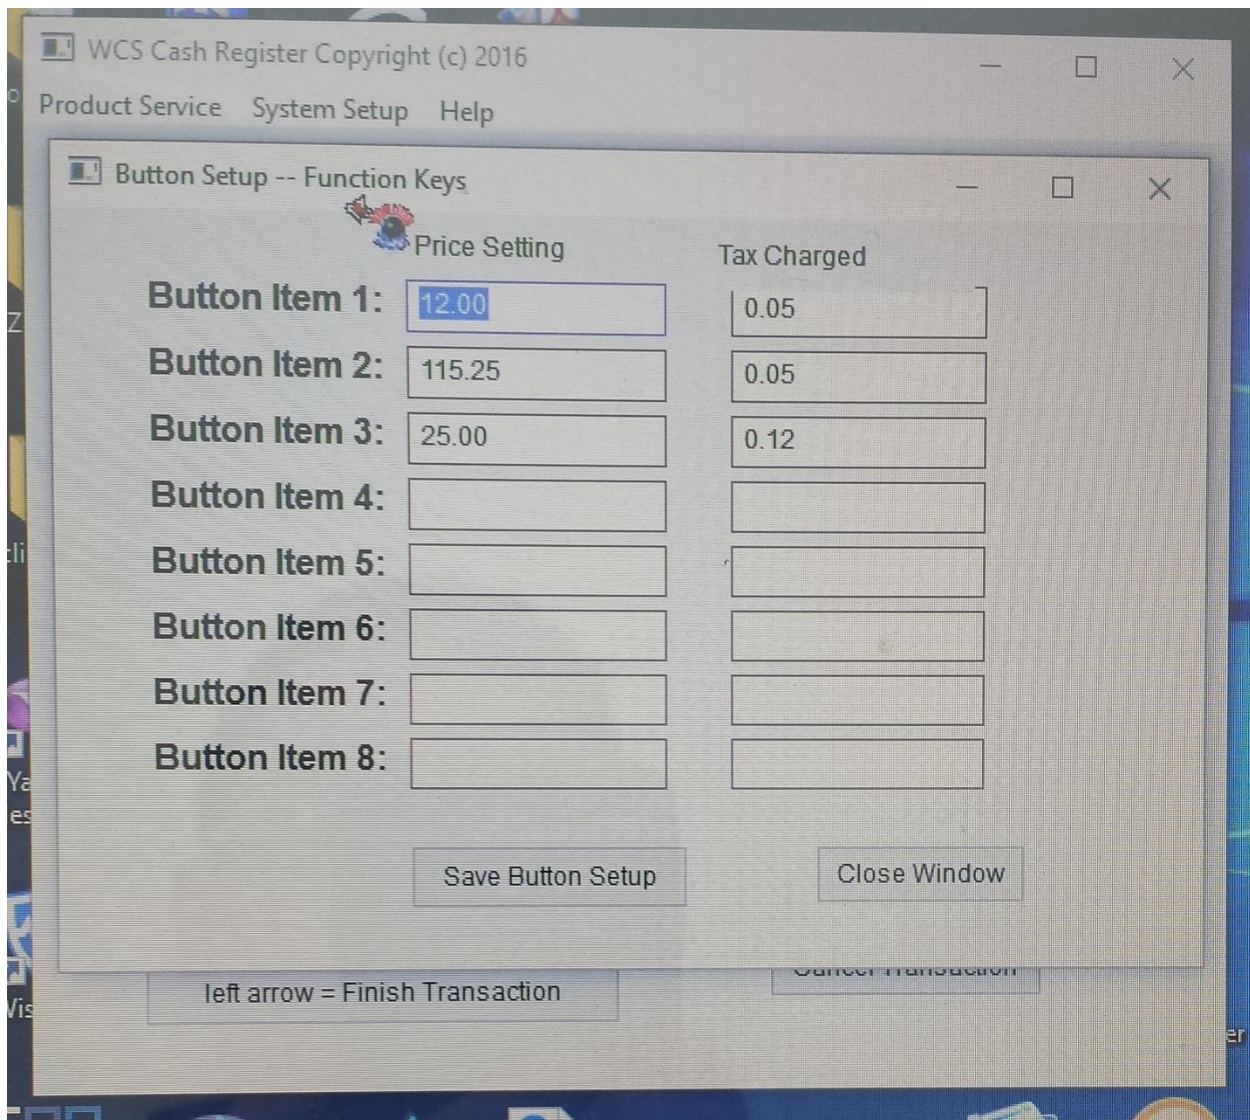 WCS Cash Register Copyright (c) 2016
Product Service System Setup Help
Button Setup -- Function Keys
Price Setting Tax Charged
Button Item 1: 12.00 0.05
Button Item 2: 115.25 0.05
Button Item 3: 25.00 0.12
Button Item 4:
Button Item 5:
Button Item 6:
Button Item 7:
Button Item 8:
Save Button Setup Close Window
left arrow = Finish Transaction Cancel Transaction